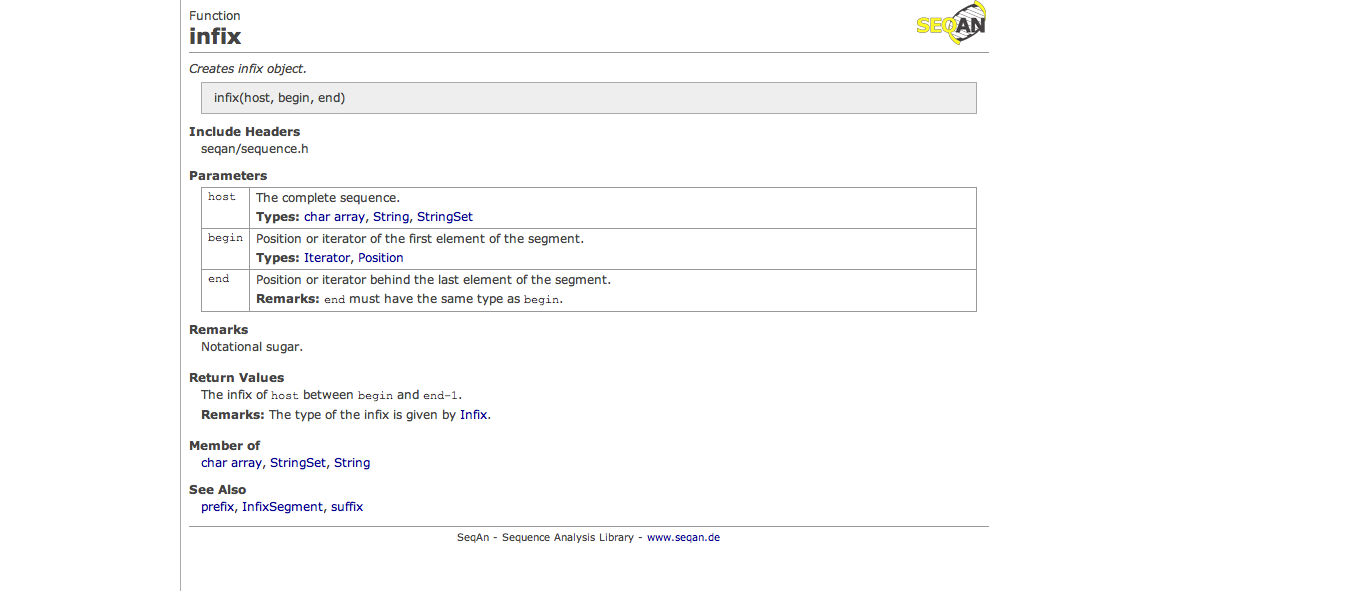 Function
infix
SEQAN
Creates infix object.
infix(host, begin, end)
Include Headers
seqan/sequence.h
Parameters
host The complete sequence.
Types: char array, String, StringSet
begin Position or iterator of the first element of the segment.
Types: Iterator, Position
end Position or iterator behind the last element of the segment.
Remarks: end must have the same type as begin.
Remarks
Notational sugar.
Return Values
The infix of host between begin and end-1.
Remarks: The type of the infix is given by Infix.
Member of
char array, StringSet, String
See Also
prefix, InfixSegment, suffix
SeqAn - Sequence Analysis Library - www.seqan.de